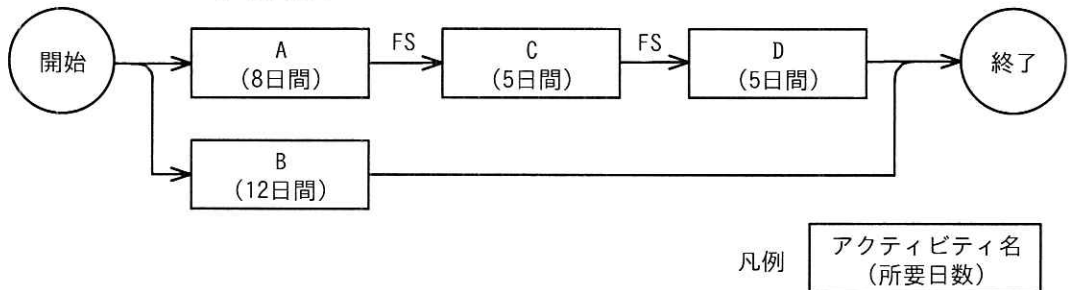 開始
A
(8日間)
FS
C
(5日間)
FS
D
(5日間)
終了
B
(12日間)
凡例
アクティビティ名
(所要日数)